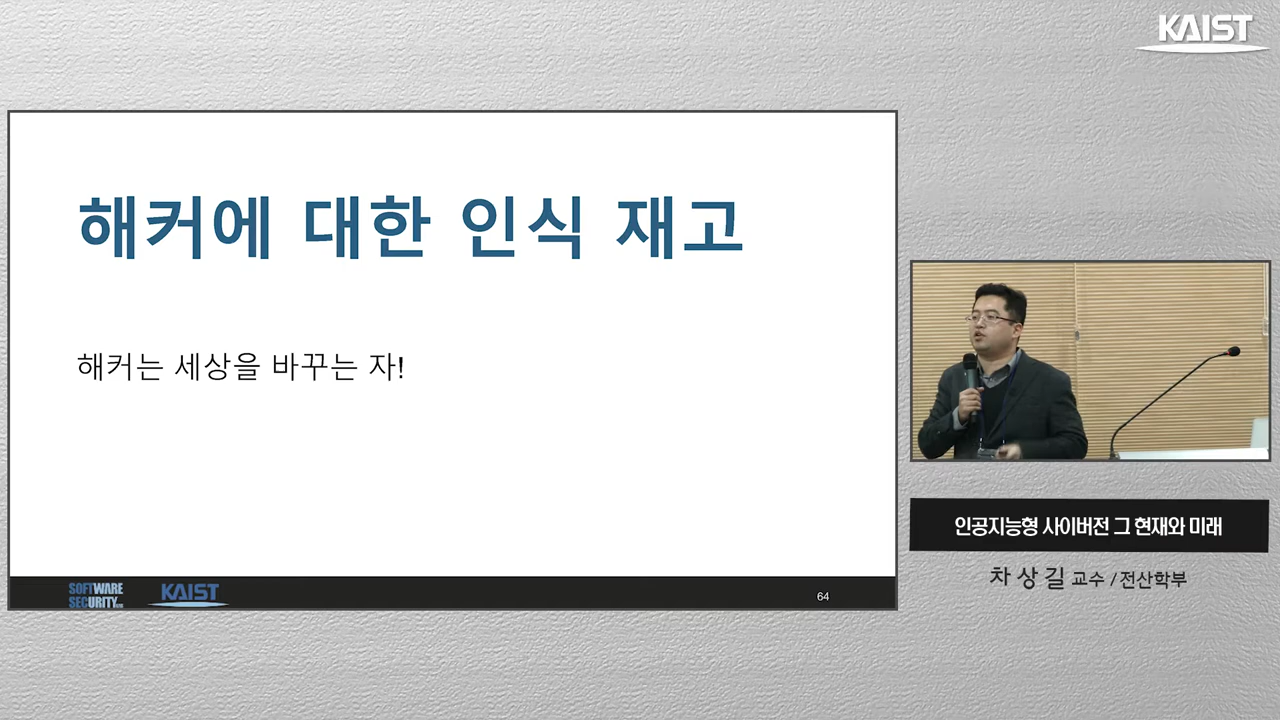 KAIST
해커에 대한 인식 재고
해커는 세상을 바꾸는 자!
SOFTWARE
SECURITY
KAIST
64
인공지능형 사이버전 그 현재와 미래
차상길 교수 / 전산학부